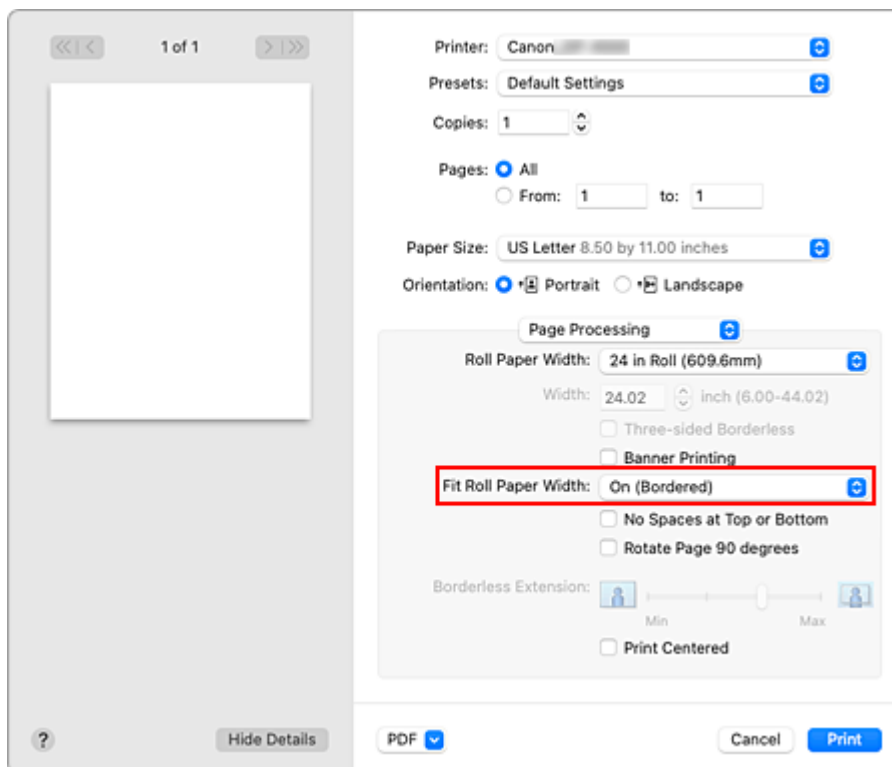 1 of 1
Printer: Canon
Presets: Default Settings
Copies: 1
Pages: All
From: 1 to: 1
Paper Size: US Letter 8.50 by 11.00 inches
Orientation: Portrait Landscape
Page Processing
Roll Paper Width: 24 in Roll (609.6mm)
Width: 24.02 inch (6.00-44.02)
Three-sided Borderless
Banner Printing
Fit Roll Paper Width: On (Bordered)
No Spaces at Top or Bottom
Rotate Page 90 degrees
Borderless Extension:
Min Max
Print Centered
? Hide Details PDF Cancel Print